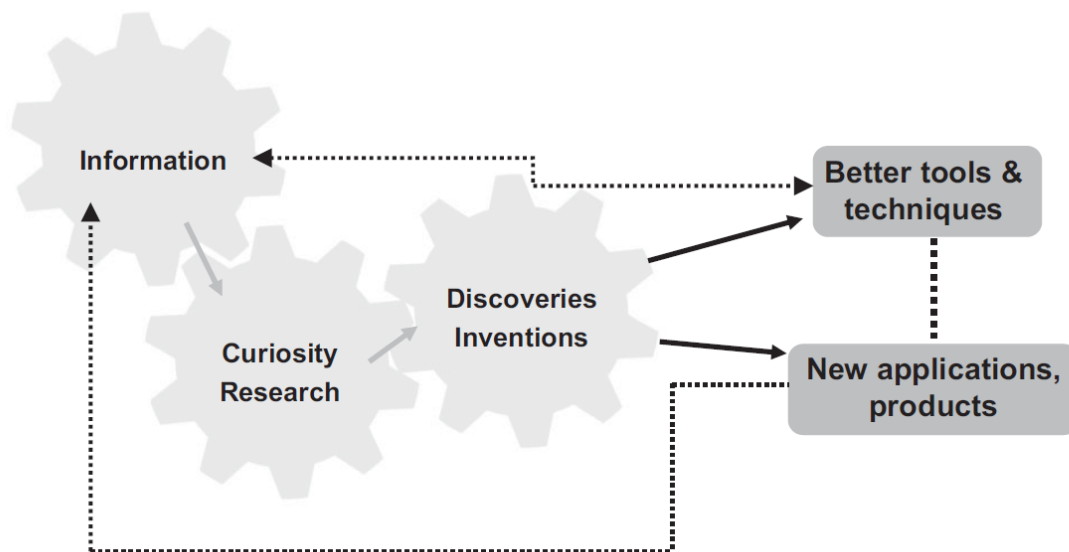 Information
Curiosity
Research
Discoveries
Inventions
Better tools &
techniques
New applications,
products